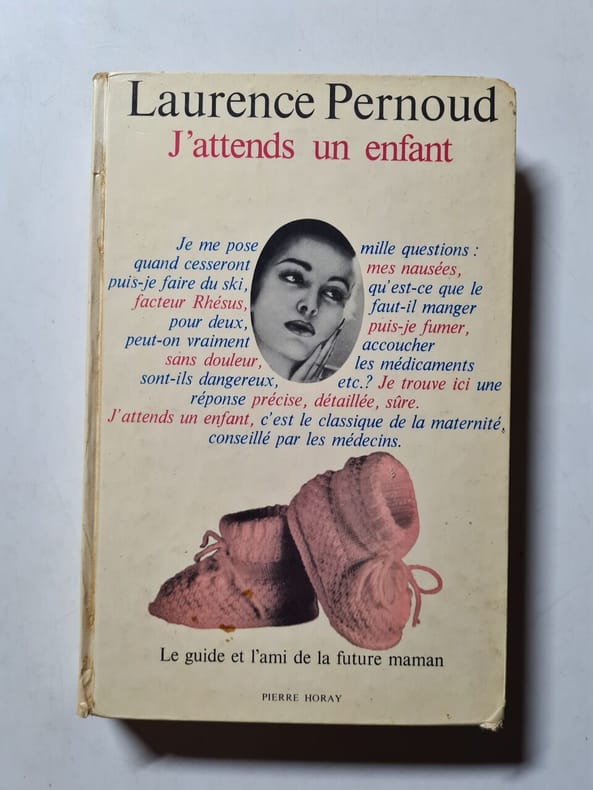 Laurence Pernoud
J'attends un enfant
Je me pose mille questions :
quand cesseront mes nausées,
puis-je faire du ski, qu'est-ce que le
facteur Rhésus, faut-il manger
pour deux, puis-je fumer,
peut-on vraiment accoucher
sans douleur, les médicaments
sont-ils dangereux, etc.? Je trouve ici une
réponse précise, détaillée, sûre.
J'attends un enfant, c'est le classique de la maternité,
conseillé par les médecins.
Le guide et l'ami de la future maman
PIERRE HORAY